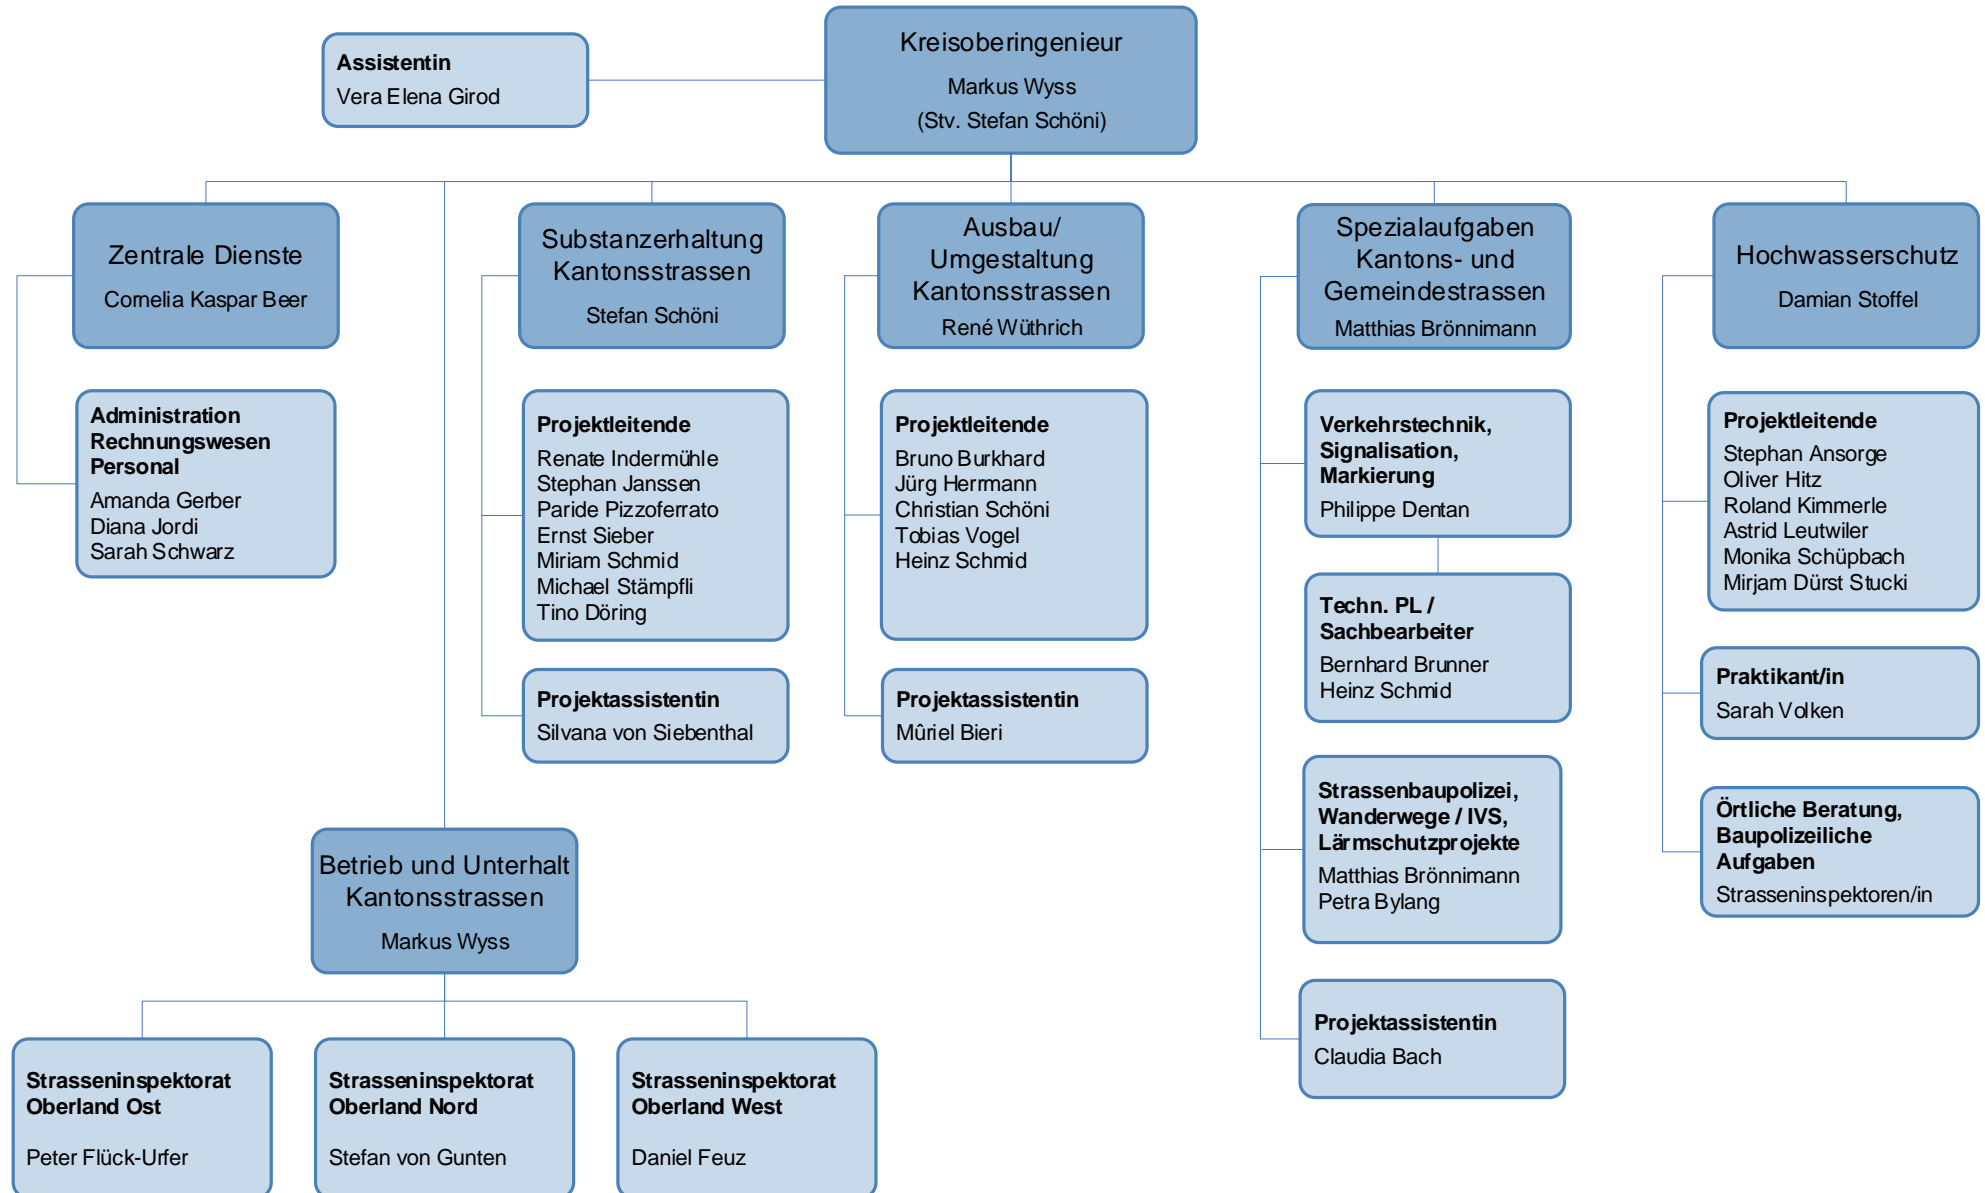 Kreisoberingenieur
Markus Wyss
(Stv. Stefan Schöni)
Assistentin
Vera Elena Girod
Zentrale Dienste
Cornelia Kaspar Beer
Administration
Rechnungswesen
Personal
Amanda Gerber
Diana Jordi
Sarah Schwarz
Substanzerhaltung
Kantonsstrassen
Stefan Schöni
Projektleitende
Renate Indermühle
Stephan Janssen
Paride Pizzoferrato
Ernst Sieber
Miriam Schmid
Michael Stämpfli
Tino Döring
Projektassistentin
Silvana von Siebenthal
Ausbau/
Umgestaltung
Kantonsstrassen
René Wüthrich
Projektleitende
Bruno Burkhard
Jürg Herrmann
Christian Schöni
Tobias Vogel
Heinz Schmid
Projektassistentin
Mûriel Bieri
Spezialaufgaben
Kantons- und
Gemeindestrassen
Matthias Brönnimann
Verkehrstechnik,
Signalisation,
Markierung
Philippe Dentan
Techn. PL /
Sachbearbeiter
Bernhard Brunner
Heinz Schmid
Strassenbaupolizei,
Wanderwege / IVS,
Lärmschutzprojekte
Matthias Brönnimann
Petra Bylang
Projektassistentin
Claudia Bach
Hochwasserschutz
Damian Stoffel
Projektleitende
Stephan Ansorge
Oliver Hitz
Roland Kimmerle
Astrid Leutwiler
Monika Schüpbach
Mirjam Dürst Stucki
Praktikant/in
Sarah Volken
Örtliche Beratung,
Baupolizeiliche
Aufgaben
Strasseninspektoren/in
Betrieb und Unterhalt
Kantonsstrassen
Markus Wyss
Strasseninspektorat
Oberland Ost
Peter Flück-Urfer
Strasseninspektorat
Oberland Nord
Stefan von Gunten
Strasseninspektorat
Oberland West
Daniel Feuz